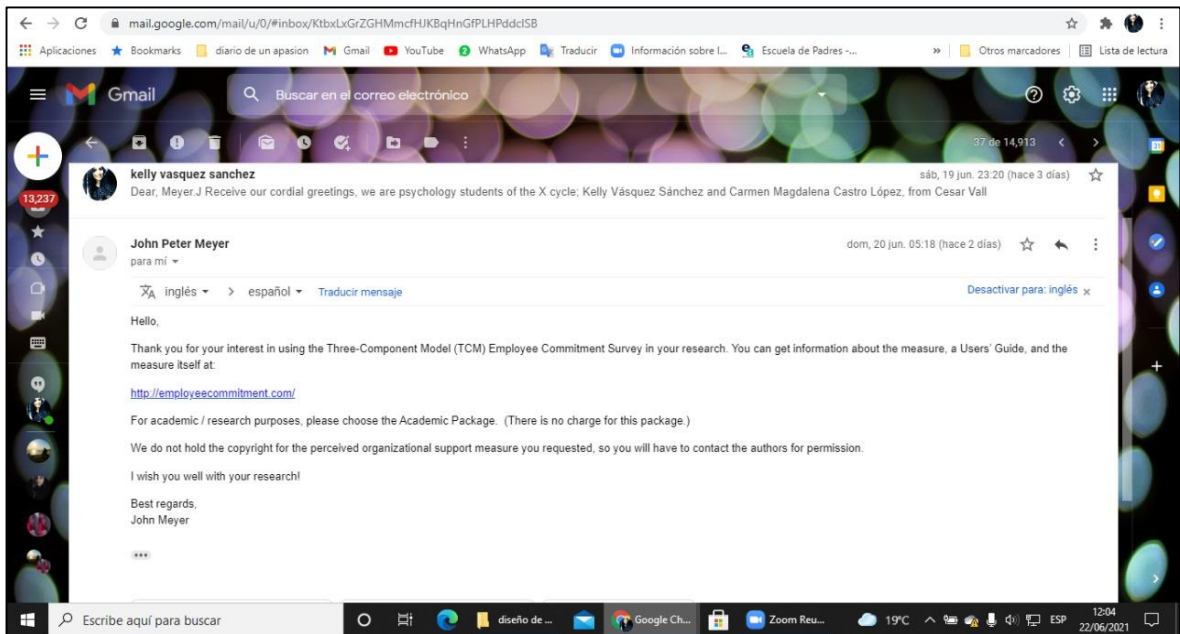 mail.google.com/mail/u/0/#inbox/KtbxLxGrZGHMmcfHJKBqHnGfPLHPddclSB
Aplicaciones Bookmarks diario de un apasion Gmail YouTube WhatsApp Traducir Información sobre l... Escuela de Padres -... » Otros marcadores Lista de lectura
Gmail Buscar en el correo electrónico
37 de 14,913
31
13,237
kelly vasquez sanchez sáb, 19 jun. 23:20 (hace 3 días)
Dear, Meyer.J Receive our cordial greetings, we are psychology students of the X cycle; Kelly Vásquez Sánchez and Carmen Magdalena Castro López, from Cesar Vall
John Peter Meyer dom, 20 jun. 05:18 (hace 2 días)
para mí
inglés > español Traducir mensaje Desactivar para: inglés x
Hello,
Thank you for your interest in using the Three-Component Model (TCM) Employee Commitment Survey in your research. You can get information about the measure, a Users' Guide, and the
measure itself at:
http://employeecommitment.com/
For academic / research purposes, please choose the Academic Package. (There is no charge for this package.)
We do not hold the copyright for the perceived organizational support measure you requested, so you will have to contact the authors for permission.
I wish you well with your research!
Best regards,
John Meyer
Escribe aquí para buscar diseño de ... Google Ch... Zoom Reu... 19°C ESP 12:04
22/06/2021